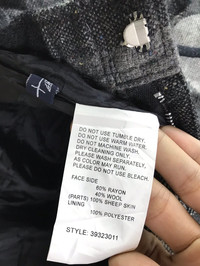 DO NOT USE TUMBLE DRY.
DO NOT USE WARM WATER.
DO NOT MACHINE WASH.
DRY CLEANING ONLY.
PLEASE WASH SEPARATELY,
AS COLOR MAY RUN.
PLEASE DO NOT USE BLEACH.
FACE SIDE
60% RAYON
40% WOOL
(PARTS) 100% SHEEP SKIN
LINING
100% POLYESTER
STYLE: 39323011